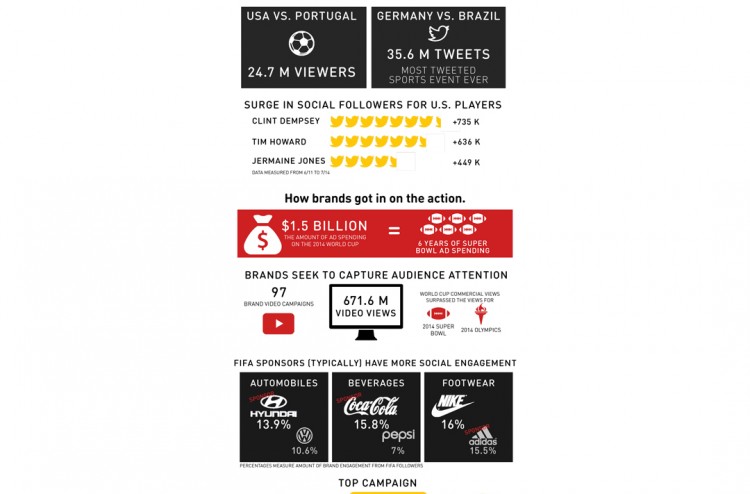 USA VS. PORTUGAL
24.7 M VIEWERS
GERMANY VS. BRAZIL
35.6 M TWEETS
MOST TWEETED
SPORTS EVENT EVER
SURGE IN SOCIAL FOLLOWERS FOR U.S. PLAYERS
CLINT DEMPSEY +735 K
TIM HOWARD +636 K
JERMAINE JONES +449 K
DATA MEASURED FROM 6/11 TO 7/14
How brands got in on the action.
$
$1.5 BILLION
THE AMOUNT OF AD SPENDING
ON THE 2014 WORLD CUP
=
6 YEARS OF SUPER
BOWL AD SPENDING
BRANDS SEEK TO CAPTURE AUDIENCE ATTENTION
97
BRAND VIDEO CAMPAIGNS
671.6 M
VIDEO VIEWS
WORLD CUP COMMERCIAL VIEWS
SURPASSED THE VIEWS FOR
2014 SUPER
BOWL
2014 OLYMPICS
FIFA SPONSORS (TYPICALLY) HAVE MORE SOCIAL ENGAGEMENT
AUTOMOBILES
SPONSOR
HYUNDAI
13.9%
10.6%
BEVERAGES
SPONSOR
Coca-Cola
15.8%
pepsi
7%
FOOTWEAR
NIKE
16%
SPONSOR
adidas
15.5%
PERCENTAGES MEASURE AMOUNT OF BRAND ENGAGEMENT FROM FIFA FOLLOWERS
TOP CAMPAIGN